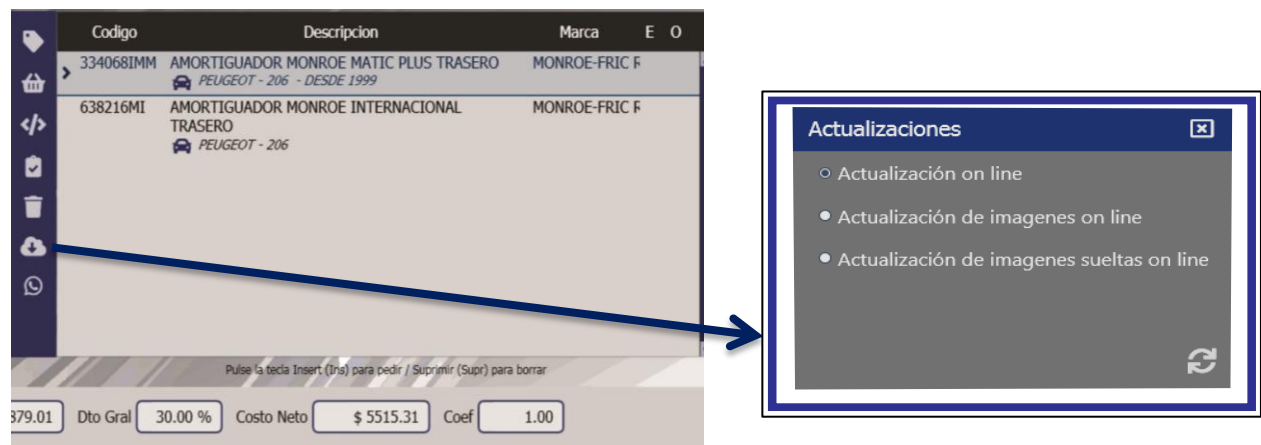 Codigo Descripcion Marca E O
334068IMM AMORTIGUADOR MONROE MATIC PLUS TRASERO MONROE-FRIC F
PEUGEOT - 206 - DESDE 1999
638216MI AMORTIGUADOR MONROE INTERNACIONAL MONROE-FRIC F
TRASERO
PEUGEOT - 206
Pulse la tecla Insert (Ins) para pedir / Suprimir (Supr) para borrar
379.01 Dto Gral 30.00 % Costo Neto $ 5515.31 Coef 1.00
Actualizaciones
Actualización on line
Actualización de imagenes on line
Actualización de imagenes sueltas on line